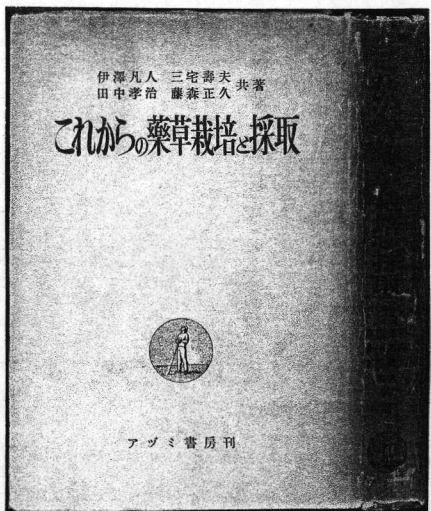 伊澤凡人 三宅壽夫
田中孝治 藤森正久 共著
これからの藥草栽培と採取
アヅミ書房刊